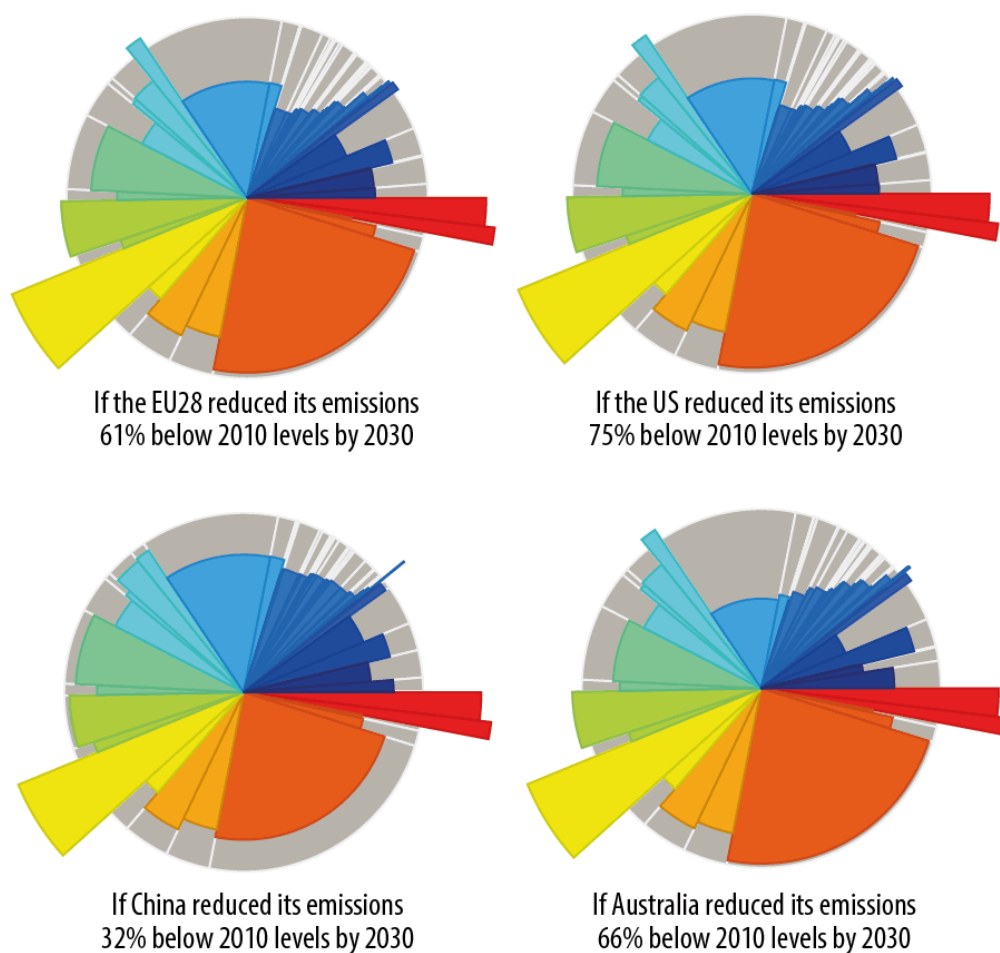 If the EU28 reduced its emissions
61% below 2010 levels by 2030
If the US reduced its emissions
75% below 2010 levels by 2030
If China reduced its emissions
32% below 2010 levels by 2030
If Australia reduced its emissions
66% below 2010 levels by 2030